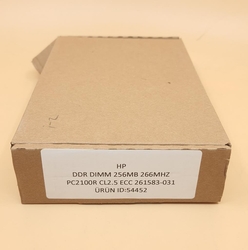 HP
DDR DIMM 256MB 266MHZ
PC2100R CL2.5 ECC 261583-031
ÜRÜN ID:54452